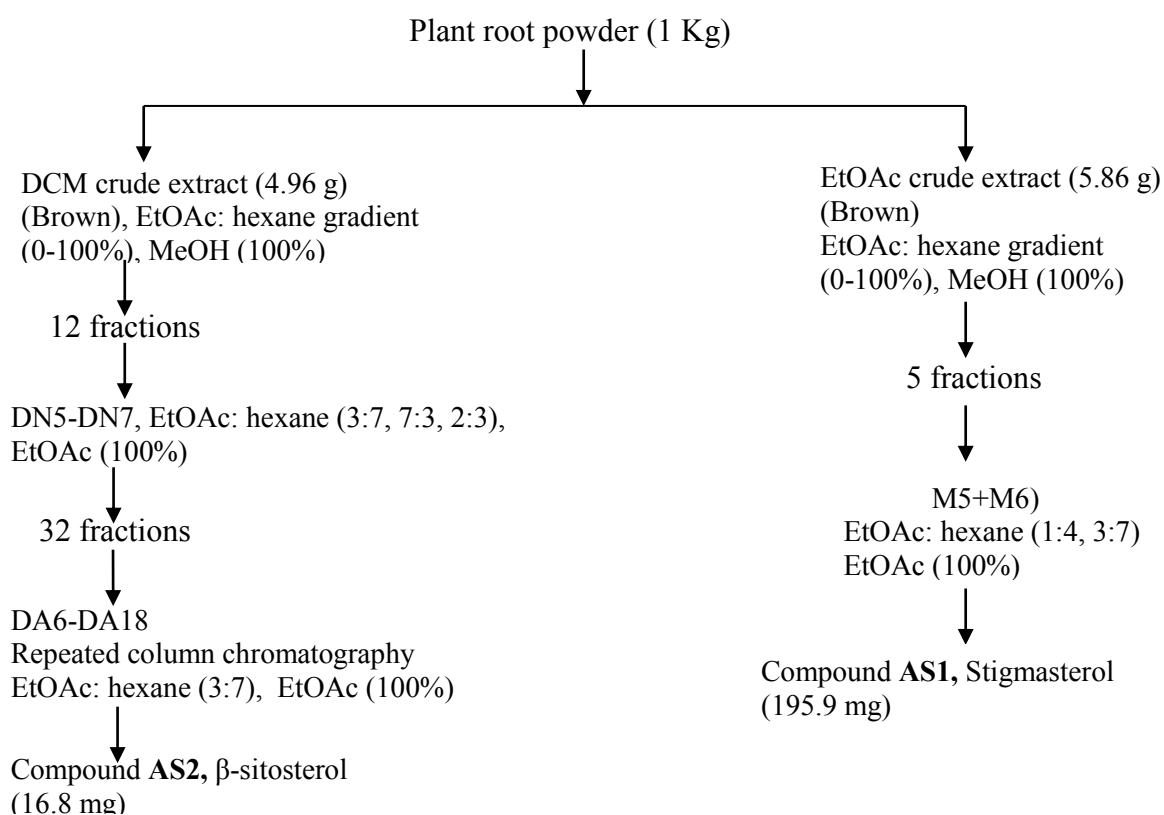 Plant root powder (1 Kg)
DCM crude extract (4.96 g)
(Brown), EtOAc: hexane gradient
(0-100%), MeOH (100%)
12 fractions
DN5-DN7, EtOAc: hexane (3:7, 7:3, 2:3),
EtOAc (100%)
32 fractions
DA6-DA18
Repeated column chromatography
EtOAc: hexane (3:7), EtOAc (100%)
Compound AS2, β-sitosterol
(16.8 mg)
EtOAc crude extract (5.86 g)
(Brown)
EtOAc: hexane gradient
(0-100%), MeOH (100%)
5 fractions
M5+M6)
EtOAc: hexane (1:4, 3:7)
EtOAc (100%)
Compound AS1, Stigmasterol
(195.9 mg)